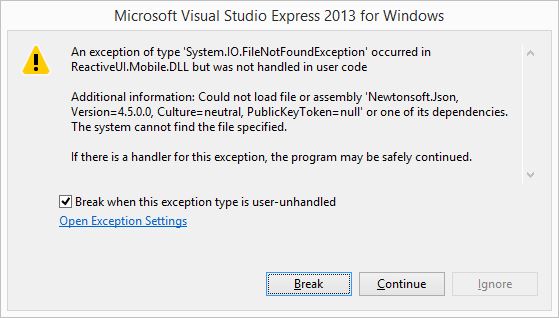 Microsoft Visual Studio Express 2013 for Windows
An exception of type 'System.IO.FileNotFoundException' occurred in
ReactiveUI.Mobile.DLL but was not handled in user code
Additional information: Could not load file or assembly 'Newtonsoft.Json,
Version=4.5.0.0, Culture=neutral, PublicKeyToken=null' or one of its dependencies.
The system cannot find the file specified.
If there is a handler for this exception, the program may be safely continued.
Break when this exception type is user-unhandled
Open Exception Settings
Break
Continue
Ignore